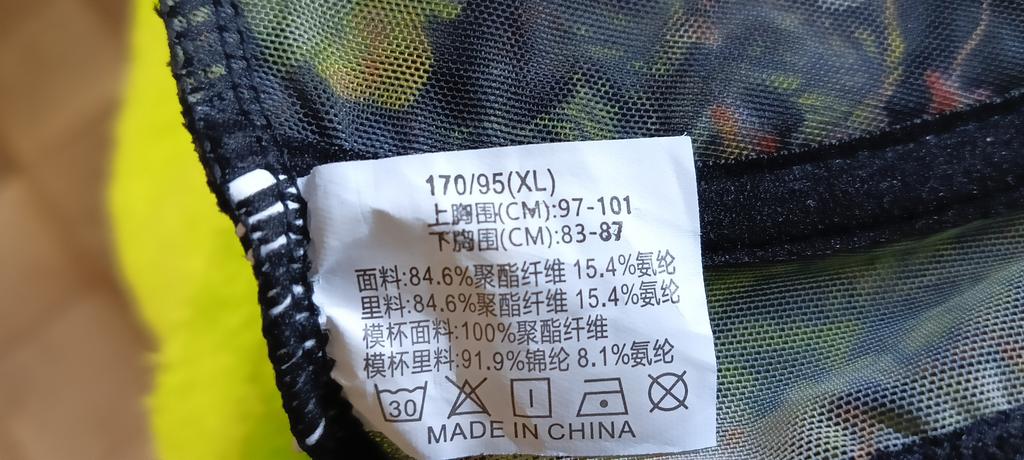 170/95(XL)
上胸围(CM):97-101
下胸围(CM):83-87
面料:84.6%聚酯纤维 15.4%氨纶
里料:84.6%聚酯纤维 15.4%氨纶
模杯面料:100%聚酯纤维
模杯里料:91.9%锦纶 8.1%氨纶
30
MADE IN CHINA